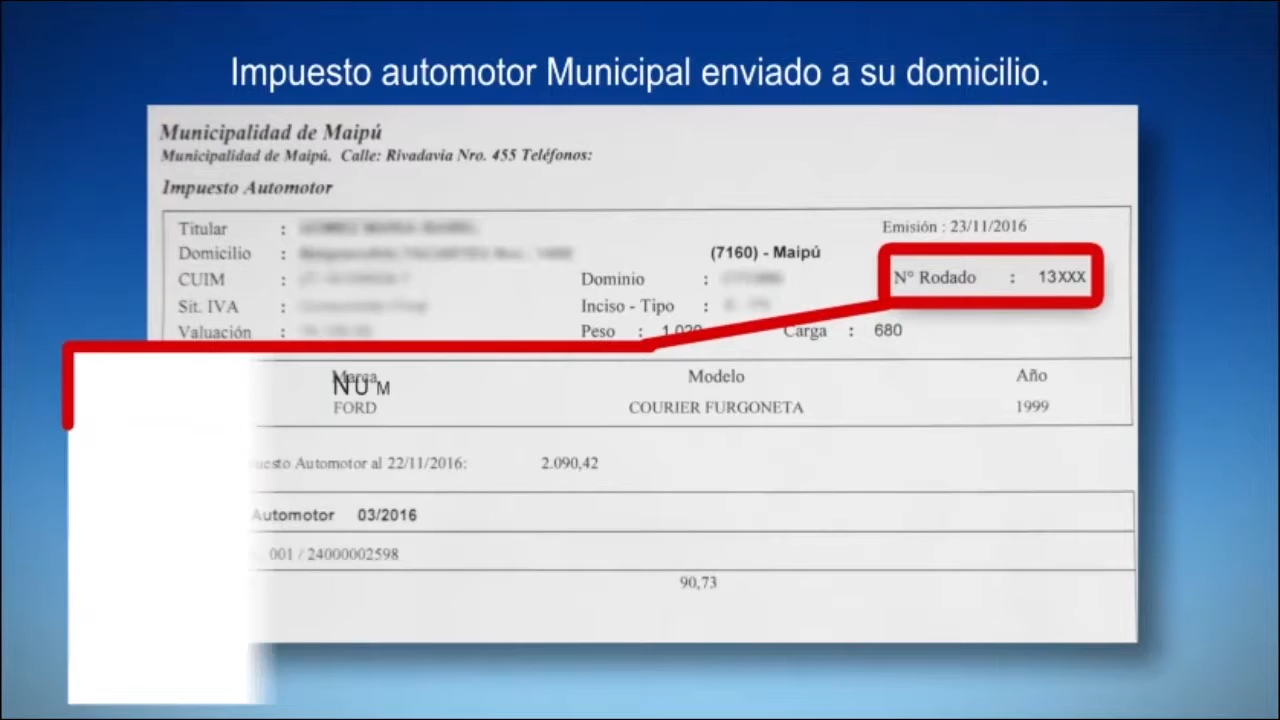 Impuesto automotor Municipal enviado a su domicilio.
Municipalidad de Maipú
Municipalidad de Maipú. Calle: Rivadavia Nro. 455 Teléfonos:
Impuesto Automotor
Titular : Emisión : 23/11/2016
Domicilio : (7160) - Maipú
CUIM : Dominio : N° Rodado : 13XXX
Sit. IVA : Inciso - Tipo :
Valuación : Peso : 1.020 Carga : 680
Marca Modelo Año
NUM
FORD COURIER FURGONETA 1999
Automotor al 22/11/2016: 2.090,42
Automotor 03/2016
001 / 24000002598
90,73